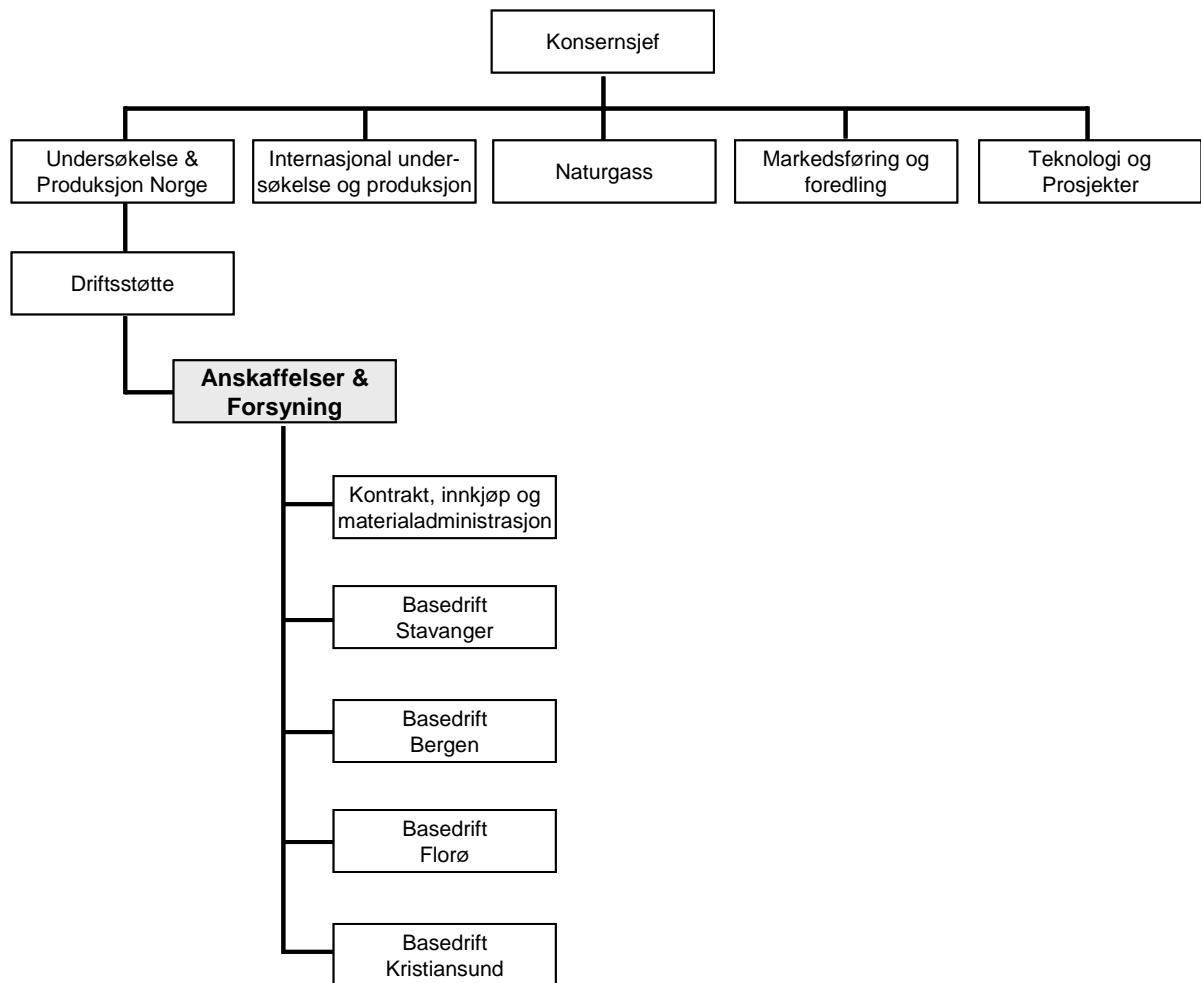 Konsernsjef
Undersøkelse &
Produksjon Norge
Internasjonal under-
søkelse og produksjon
Naturgass
Markedsføring og
foredling
Teknologi og
Prosjekter
Driftsstøtte
Anskaffelser &
Forsyning
Kontrakt, innkjøp og
materialadministrasjon
Basedrift
Stavanger
Basedrift
Bergen
Basedrift
Florø
Basedrift
Kristiansund